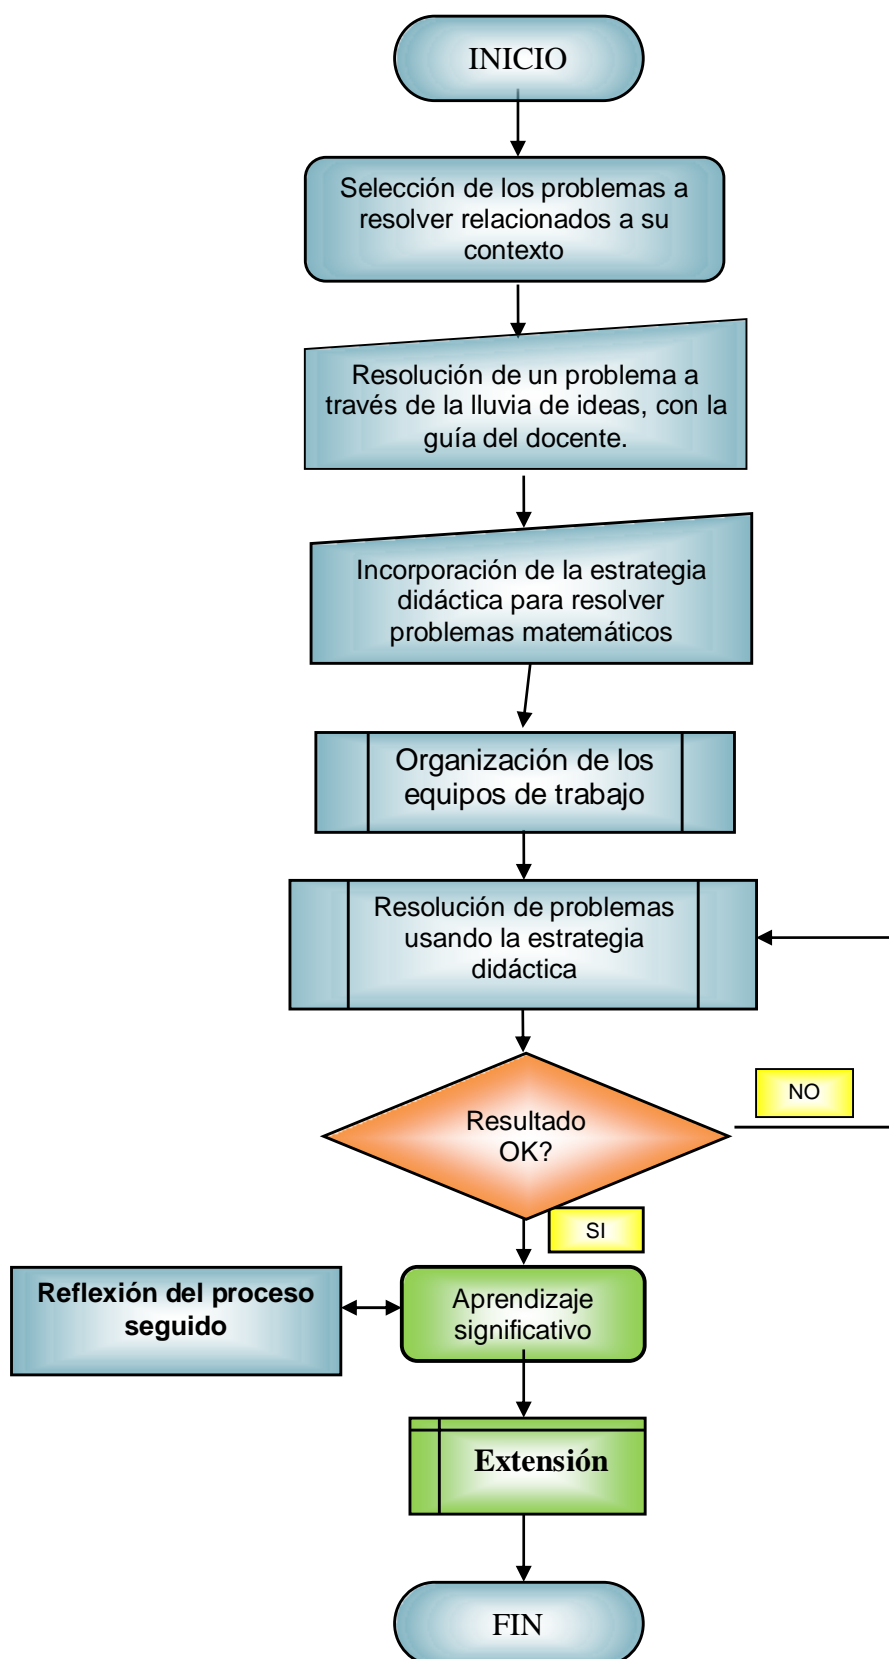 INICIO
Selección de los problemas a
resolver relacionados a su
contexto
Resolución de un problema a
través de la lluvia de ideas, con la
guía del docente.
Incorporación de la estrategia
didáctica para resolver
problemas matemáticos
Organización de los
equipos de trabajo
Resolución de problemas
usando la estrategia
didáctica
NO
Resultado
OK?
SI
Reflexión del proceso
seguido
Aprendizaje
significativo
Extensión
FIN